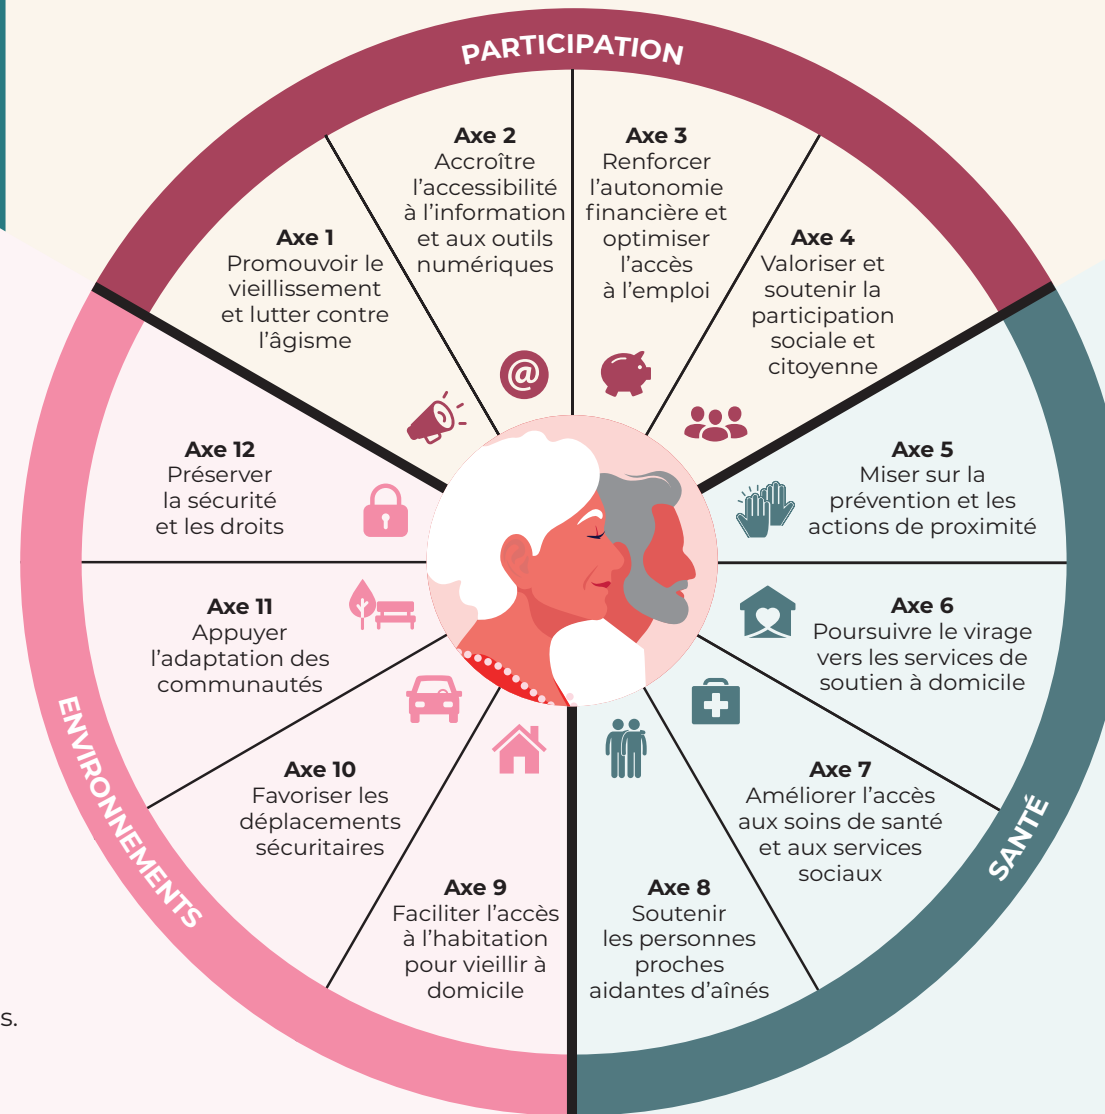 PARTICIPATION
Axe 1
Promouvoir le
vieillissement
et lutter contre
l'âgisme
Axe 2
Accroître
l'accessibilité
à l'information
et aux outils
numériques
Axe 3
Renforcer
l'autonomie
financière et
optimiser
l'accès
à l'emploi
Axe 4
Valoriser et
soutenir la
participation
sociale et
citoyenne
SANTÉ
Axe 5
Miser sur la
prévention et les
actions de proximité
Axe 6
Poursuivre le virage
vers les services de
soutien à domicile
Axe 7
Améliorer l'accès
aux soins de santé
et aux services
sociaux
Axe 8
Soutenir
les personnes
proches
aidantes d'aînés
ENVIRONNEMENTS
Axe 9
Faciliter l'accès
à l'habitation
pour vieillir à
domicile
Axe 10
Favoriser les
déplacements
sécuritaires
Axe 11
Appuyer
l'adaptation des
communautés
Axe 12
Préserver
la sécurité
et les droits
@
s.